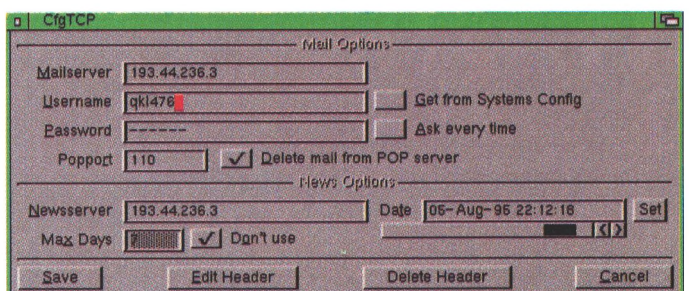 CfgTCP
Mail Options
Mailserver 193.44.236.3
Username qkl476 Get from Systems Config
Password ------ Ask every time
Popport 110 Delete mail from POP server
News Options
Newsserver 193.44.236.3 Date 05-Aug-95 22:12:18 Set
Max Days 7 Don't use
Save Edit Header Delete Header Cancel